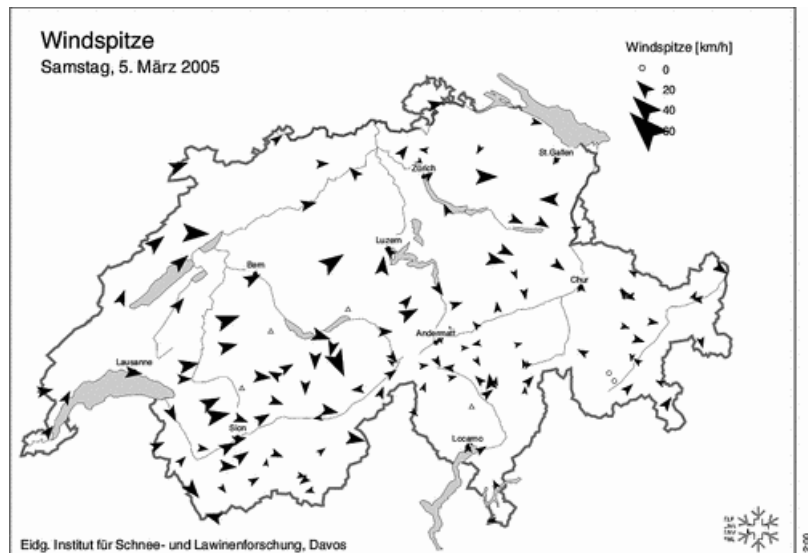 Windspitze
Samstag, 5. März 2005
Windspitze [km/h]
0
20
40
60
St.Gallen
Zürich
Luzern
Bern
Chur
Andermatt
Lausanne
Sion
Locarno
Eidg. Institut für Schnee- und Lawinenforschung, Davos